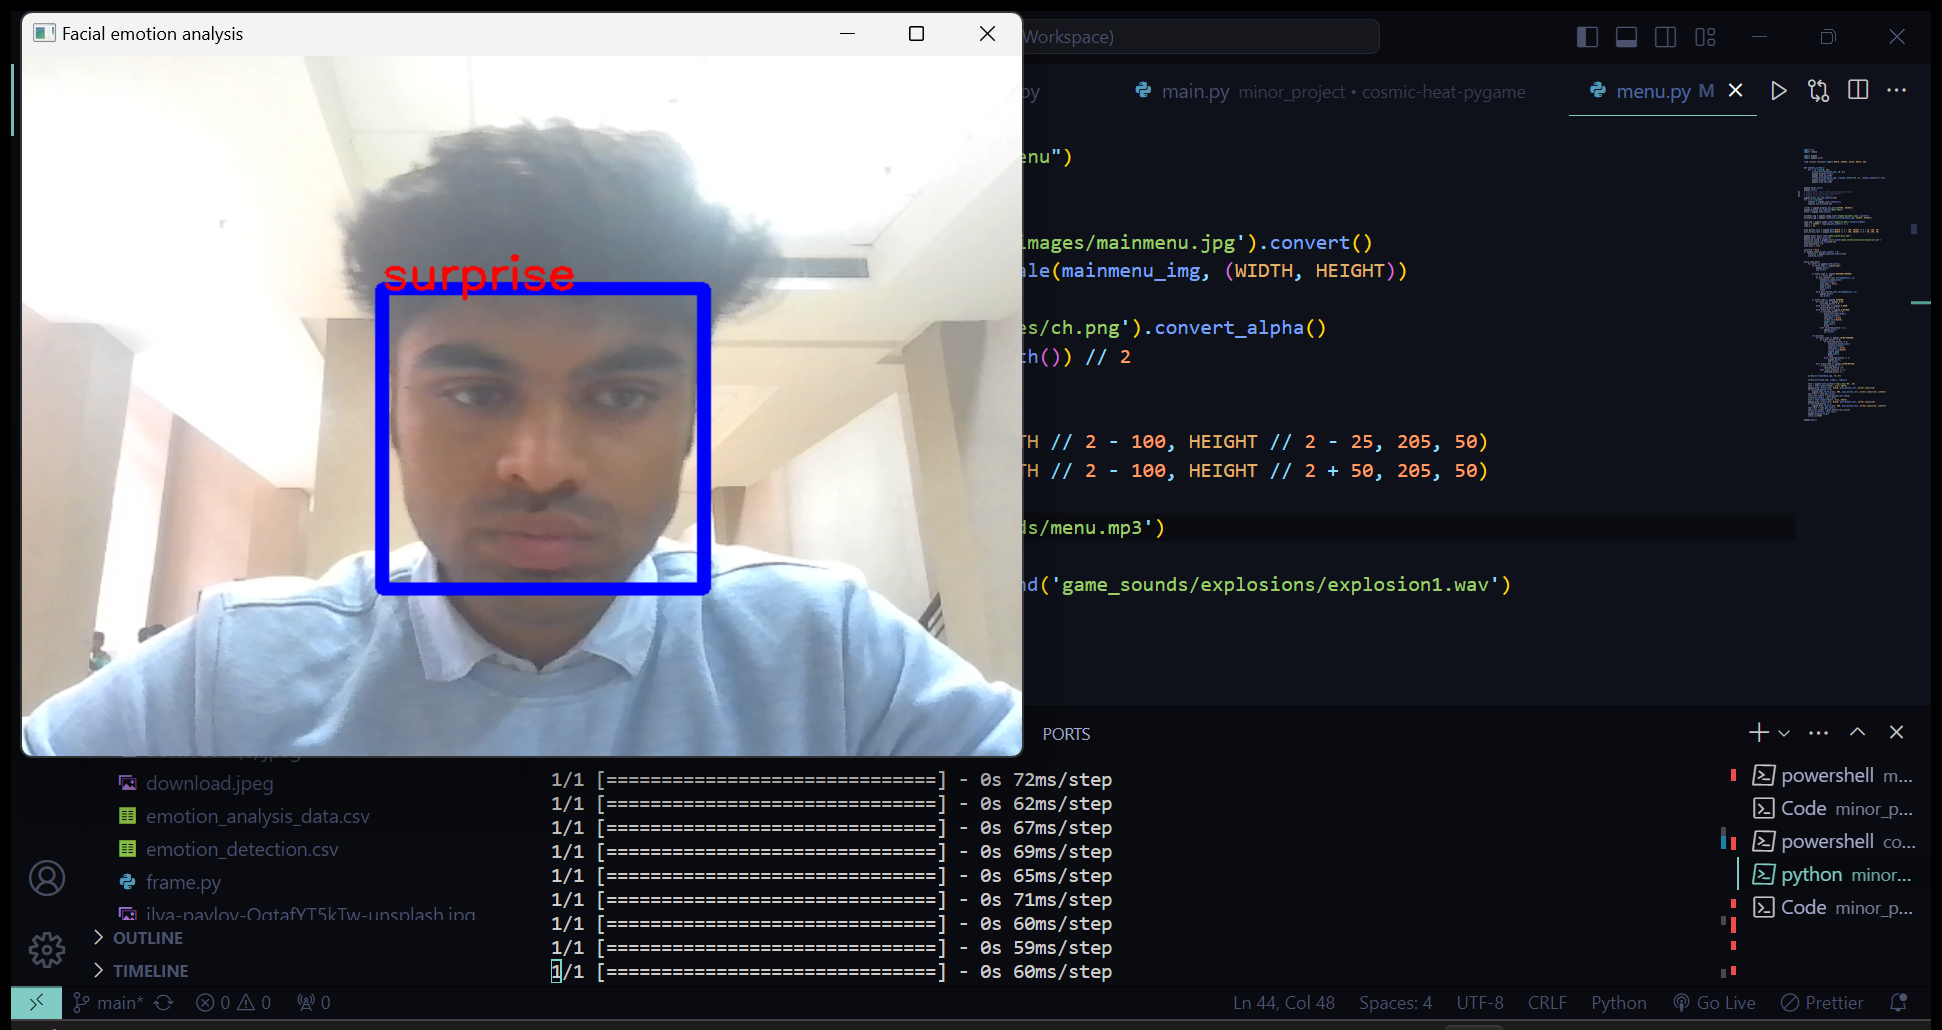 Facial emotion analysis
Workspace)
py
main.py minor_project • cosmic-heat-pygame
menu.py M
enu")
images/mainmenu.jpg').convert()
ale(mainmenu_img, (WIDTH, HEIGHT))
es/ch.png').convert_alpha()
th()) // 2
TH // 2 - 100, HEIGHT // 2 - 25, 205, 50)
TH // 2 - 100, HEIGHT // 2 + 50, 205, 50)
ds/menu.mp3')
nd('game_sounds/explosions/explosion1.wav')
surprise
PORTS
download.jpeg
emotion_analysis_data.csv
emotion_detection.csv
frame.py
OUTLINE
TIMELINE
1/1 [==============================] - 0s 72ms/step
1/1 [==============================] - 0s 62ms/step
1/1 [==============================] - 0s 67ms/step
1/1 [==============================] - 0s 69ms/step
1/1 [==============================] - 0s 65ms/step
1/1 [==============================] - 0s 71ms/step
1/1 [==============================] - 0s 60ms/step
1/1 [==============================] - 0s 59ms/step
1/1 [==============================] - 0s 60ms/step
powershell m...
Code minor_p...
powershell co...
python minor...
Code minor_p...
main* 0 0 0
Ln 44, Col 48 Spaces: 4 UTF-8 CRLF Python Go Live Prettier